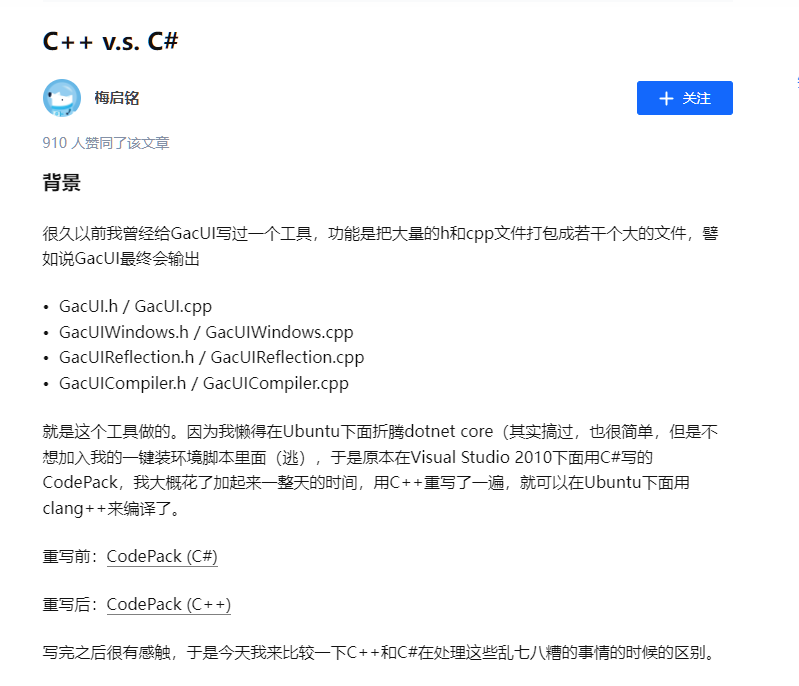 C++ v.s. C#
梅启铭
+ 关注
910 人赞同了该文章
背景
很久以前我曾经给GacUI写过一个工具，功能是把大量的h和cpp文件打包成若干个大的文件，譬
如说GacUI最终会输出
• GacUI.h / GacUI.cpp
• GacUIWindows.h / GacUIWindows.cpp
• GacUIReflection.h / GacUIReflection.cpp
• GacUICompiler.h / GacUICompiler.cpp
就是这个工具做的。因为我懒得在Ubuntu下面折腾dotnet core（其实搞过，也很简单，但是不
想加入我的一键装环境脚本里面（逃），于是原本在Visual Studio 2010下面用C#写的
CodePack，我大概花了加起来一整天的时间，用C++重写了一遍，就可以在Ubuntu下面用
clang++来编译了。
重写前：CodePack (C#)
重写后：CodePack (C++)
写完之后很有感触，于是今天我来比较一下C++和C#在处理这些乱七八糟的事情的时候的区别。